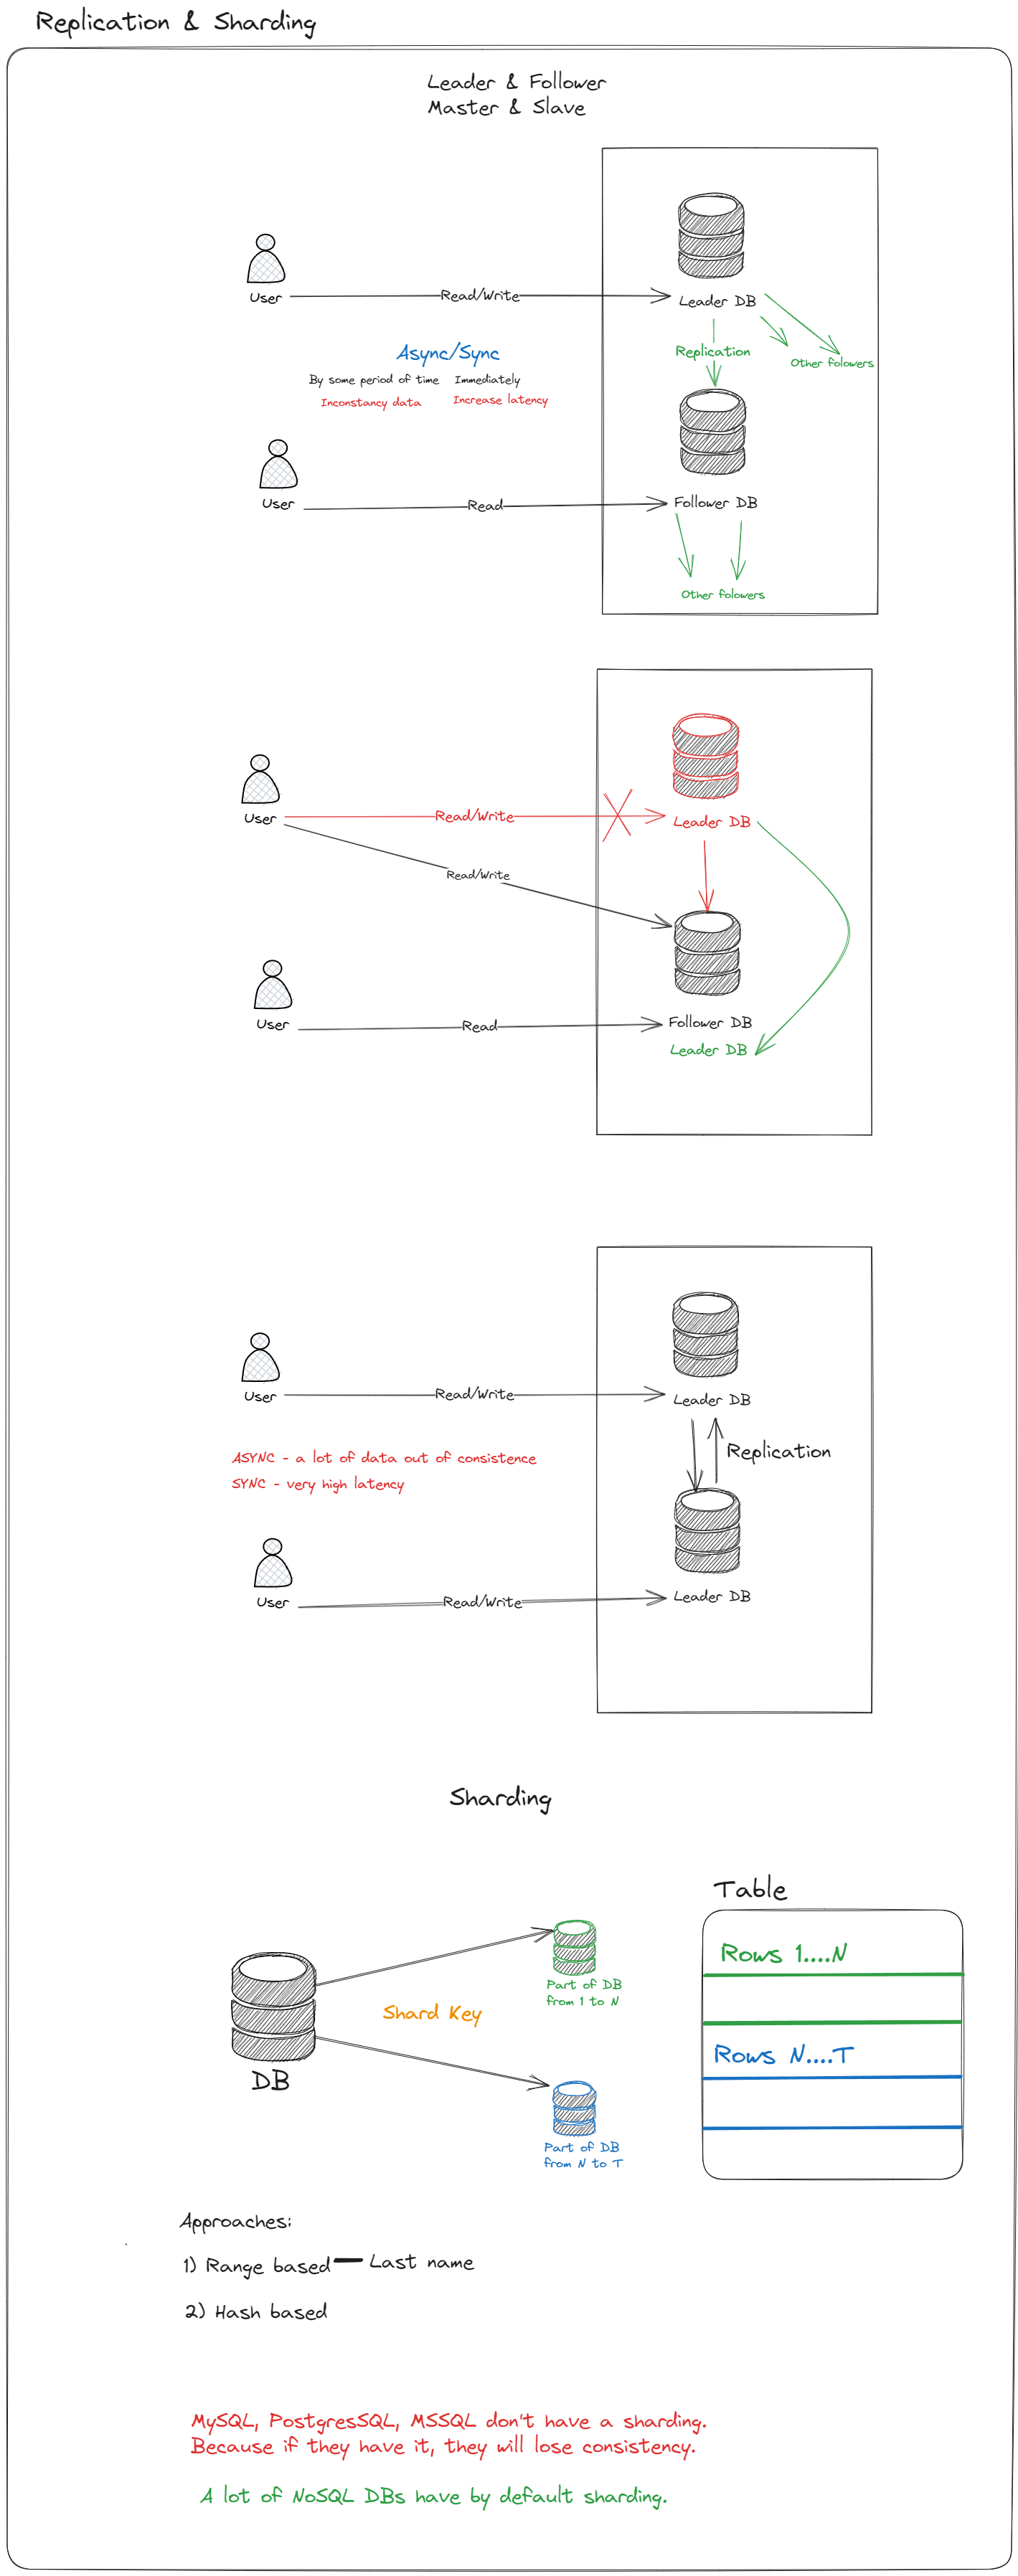 Replication & Sharding
Leader & Follower
Master & Slave
User
Read/Write
Leader DB
Async/Sync
Replication
Other folowers
By some period of time
Immediately
Inconstancy data
Increase latency
User
Read
Follower DB
Other folowers
User
Read/Write
Leader DB
Read/Write
User
Read
Follower DB
Leader DB
User
Read/Write
Leader DB
Replication
ASYNC - a lot of data out of consistence
SYNC - very high latency
User
Read/Write
Leader DB
Sharding
Table
Rows 1....N
Part of DB
from 1 to N
Shard Key
Rows N....T
DB
Part of DB
from N to T
Approaches:
1) Range based
Last name
2) Hash based
MySQL, PostgresSQL, MSSQL don't have a sharding.
Because if they have it, they will lose consistency.
A lot of NoSQL DBs have by default sharding.